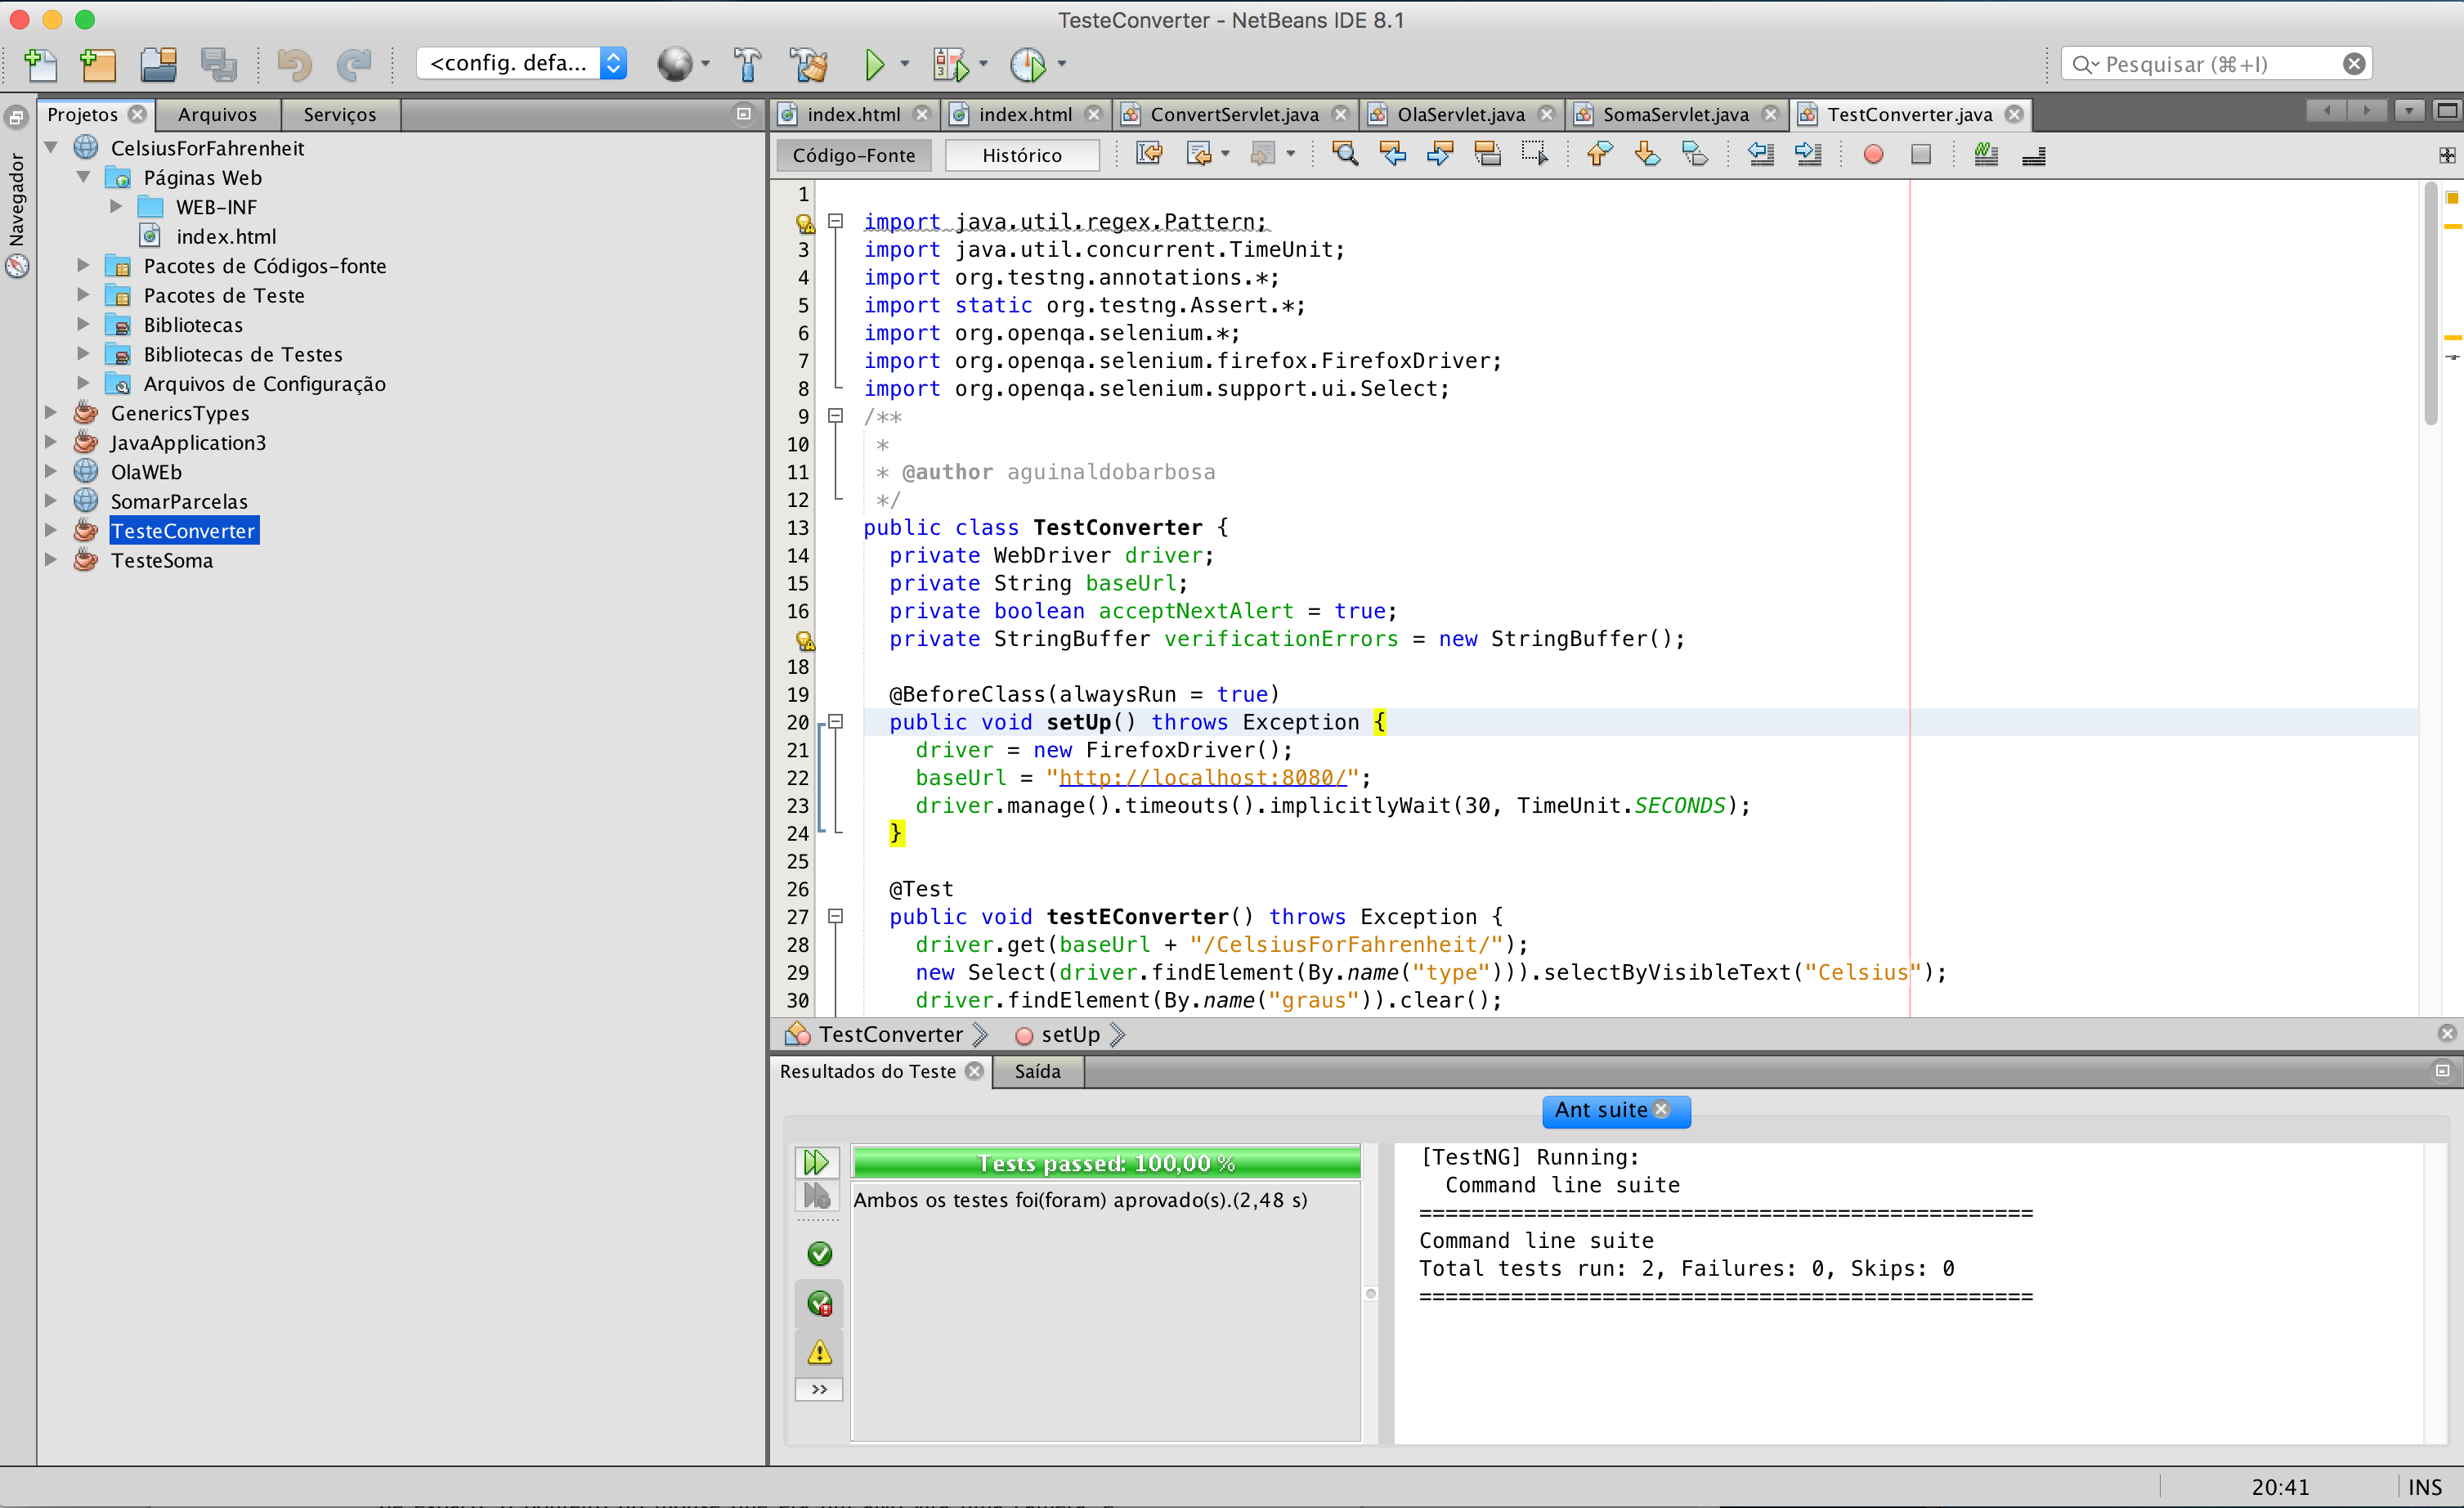 TesteConverter - NetBeans IDE 8.1
<config. defa...
Pesquisar (⌘+I)
Projetos
Arquivos
Serviços
Navegador
CelsiusForFahrenheit
Páginas Web
WEB-INF
index.html
Pacotes de Códigos-fonte
Pacotes de Teste
Bibliotecas
Bibliotecas de Testes
Arquivos de Configuração
GenericsTypes
JavaApplication3
OlaWEb
SomarParcelas
TesteConverter
TesteSoma
index.html index.html ConvertServlet.java OlaServlet.java SomaServlet.java TestConverter.java
Código-Fonte Histórico
1
import java.util.regex.Pattern;
3 import java.util.concurrent.TimeUnit;
4 import org.testng.annotations.*;
5 import static org.testng.Assert.*;
6 import org.openqa.selenium.*;
7 import org.openqa.selenium.firefox.FirefoxDriver;
8 import org.openqa.selenium.support.ui.Select;
9 /**
10 *
11 * @author aguinaldobarbosa
12 */
13 public class TestConverter {
14 private WebDriver driver;
15 private String baseUrl;
16 private boolean acceptNextAlert = true;
private StringBuffer verificationErrors = new StringBuffer();
18
19 @BeforeClass(alwaysRun = true)
20 public void setUp() throws Exception {
21 driver = new FirefoxDriver();
22 baseUrl = "http://localhost:8080/";
23 driver.manage().timeouts().implicitlyWait(30, TimeUnit.SECONDS);
24 }
25
26 @Test
27 public void testEConverter() throws Exception {
28 driver.get(baseUrl + "/CelsiusForFahrenheit/");
29 new Select(driver.findElement(By.name("type"))).selectByVisibleText("Celsius");
30 driver.findElement(By.name("graus")).clear();
TestConverter setUp
Resultados do Teste Saída
Ant suite
Tests passed: 100,00 %
Ambos os testes foi(foram) aprovado(s).(2,48 s)
>>
[TestNG] Running:
Command line suite
===============================================
Command line suite
Total tests run: 2, Failures: 0, Skips: 0
===============================================
20:41 INS